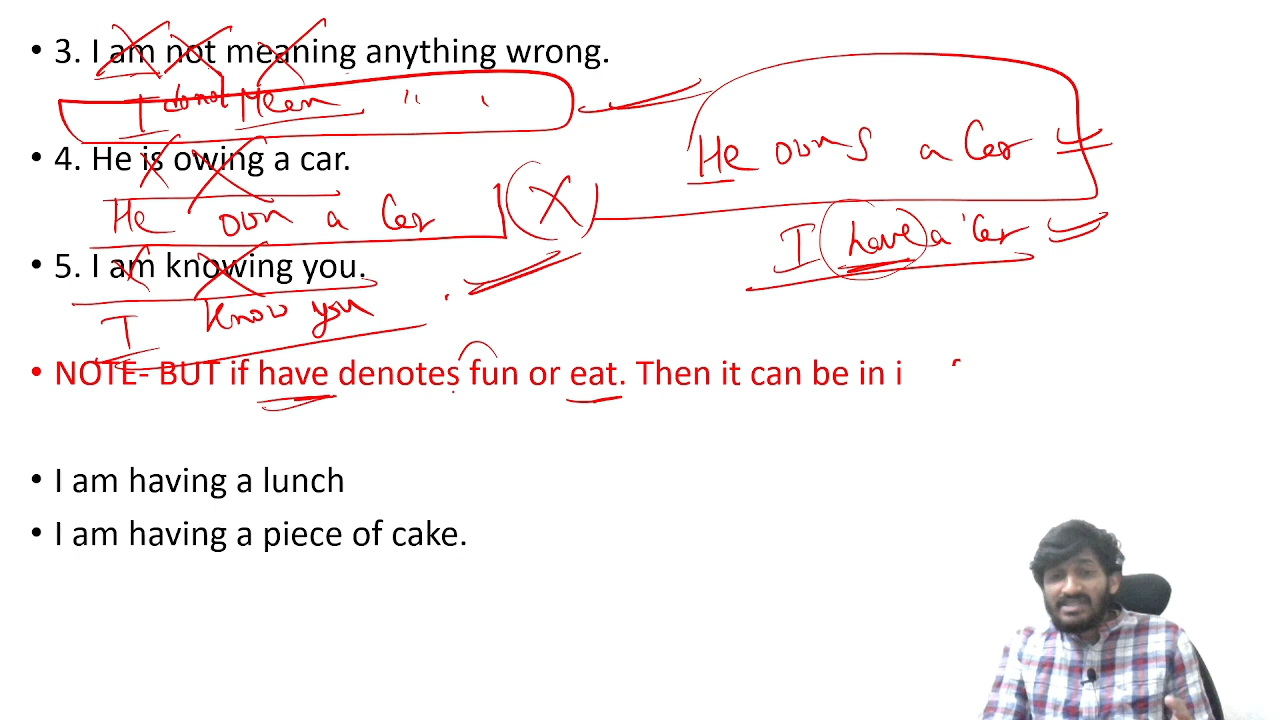 • 3. I am not meaning anything wrong.
I do not Mean " "
• 4. He is owing a car.
He owns a Car
He own a Car X
I have a Car
• 5. I am knowing you.
I know you
• NOTE- BUT if have denotes fun or eat. Then it can be in i
• I am having a lunch
• I am having a piece of cake.